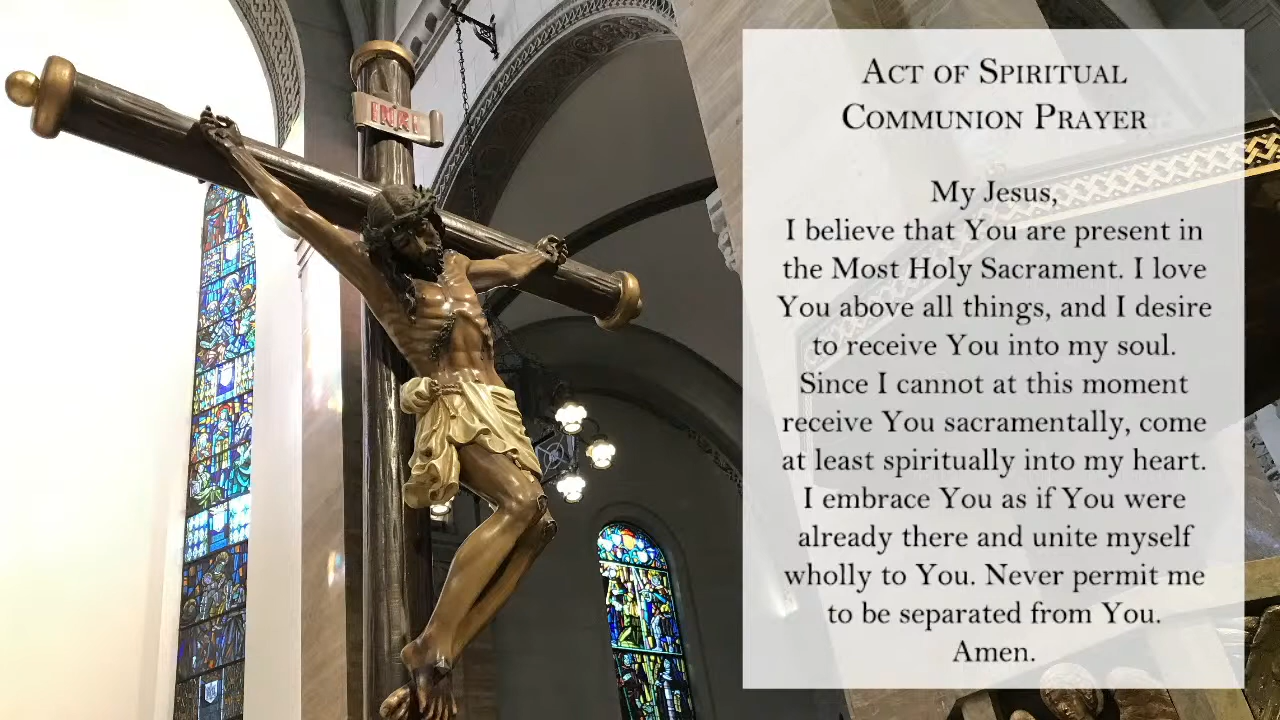 INRI
ACT OF SPIRITUAL
COMMUNION PRAYER
My Jesus,
I believe that You are present in
the Most Holy Sacrament. I love
You above all things, and I desire
to receive You into my soul.
Since I cannot at this moment
receive You sacramentally, come
at least spiritually into my heart.
I embrace You as if You were
already there and unite myself
wholly to You. Never permit me
to be separated from You.
Amen.